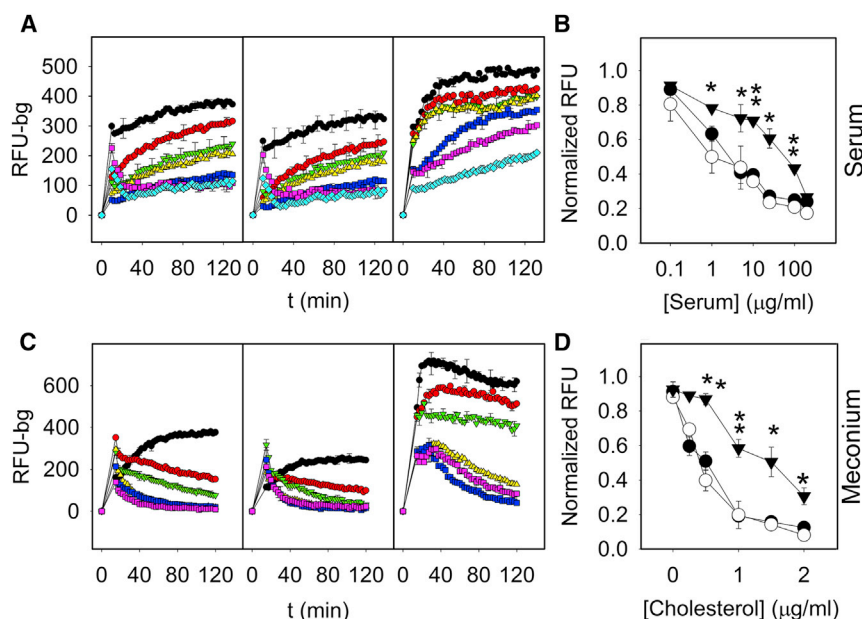 A
B
RFU-bg
500
400
300
200
100
0
0 40 80 120 0 40 80 120 0 40 80 120
t (min)
Normalized RFU
1.0
0.8
0.6
0.4
0.2
0.0
* * * * * * *
0.1 1 10 100
[Serum] (μg/ml)
Serum
C
D
RFU-bg
600
400
200
0
0 40 80 120 0 40 80 120 0 40 80 120
t (min)
Normalized RFU
1.0
0.8
0.6
0.4
0.2
0.0
* * * * * *
0 1 2
[Cholesterol] (μg/ml)
Meconium